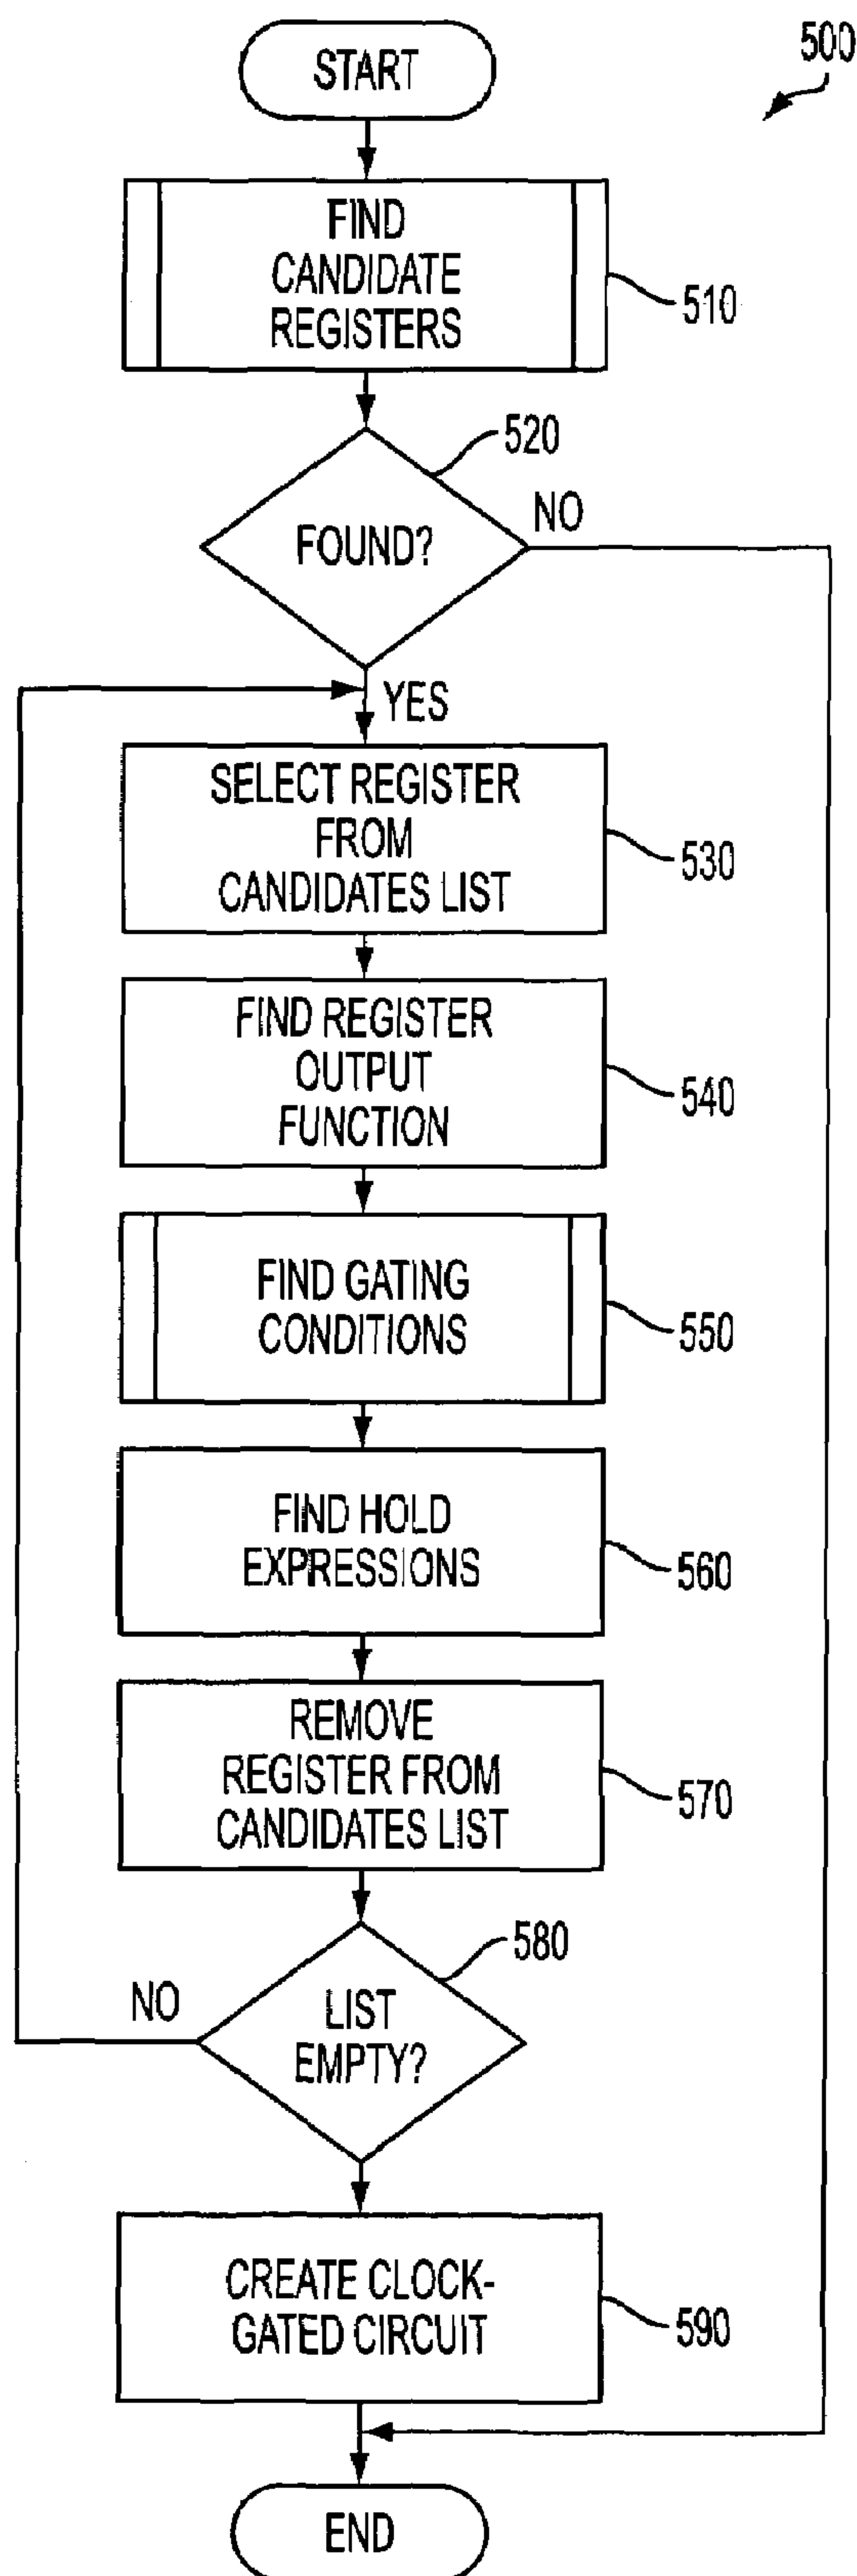 500
START
FIND
CANDIDATE
REGISTERS
510
520
FOUND?
NO
YES
SELECT REGISTER
FROM
CANDIDATES LIST
530
FIND REGISTER
OUTPUT
FUNCTION
540
FIND GATING
CONDITIONS
550
FIND HOLD
EXPRESSIONS
560
REMOVE
REGISTER FROM
CANDIDATES LIST
570
580
NO
LIST
EMPTY?
CREATE CLOCK-
GATED CIRCUIT
590
END